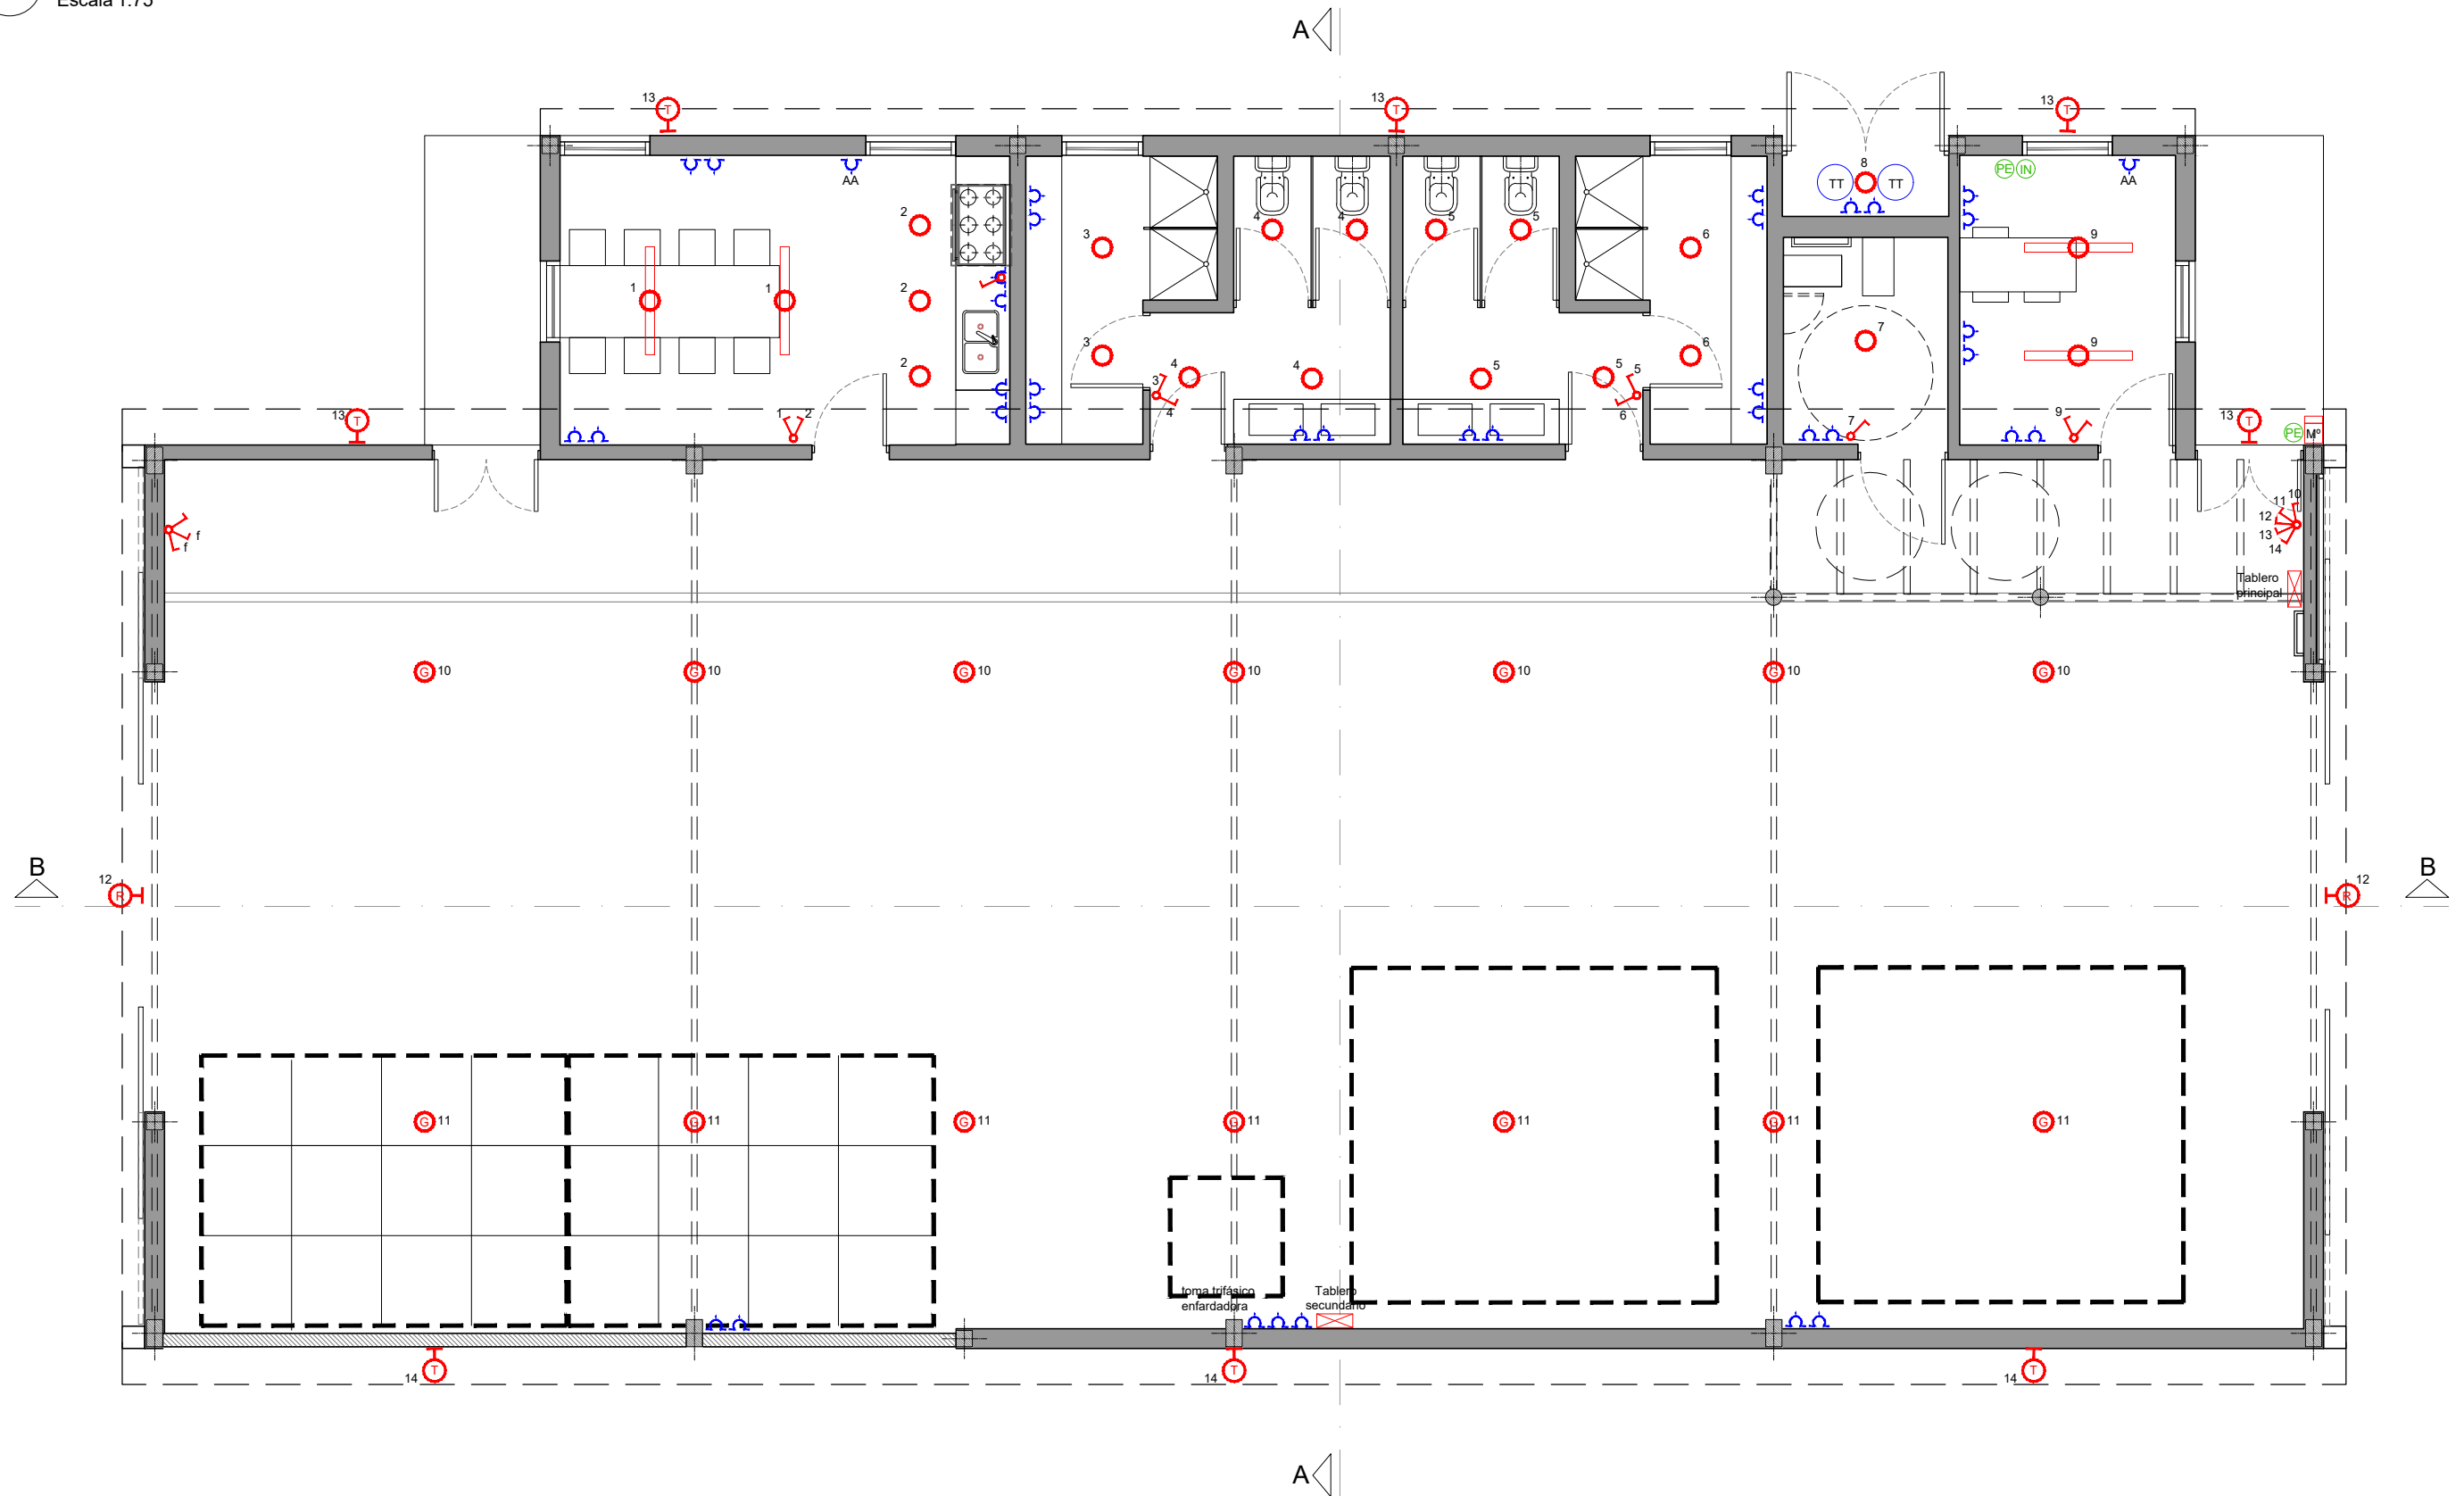 Escala 1:75
A
13
T
13
T
13
T
8
TT
TT
PE
IN
AA
AA
2
4
4
5
5
3
6
9
1
1
2
7
3
6
9
2
4
4
5
5
3
4
5
6
1
2
7
9
13
T
13
T
PE
Mº
f
f
10
11
12
13
14
Tablero
principal
G 10
G 10
G 10
G 10
G 10
G 10
G 10
B
B
12
R
12
R
G 11
G 11
G 11
G 11
G 11
G 11
G 11
toma trifásico
enfardadora
Tablero
secundario
14
T
14
T
14
T
A